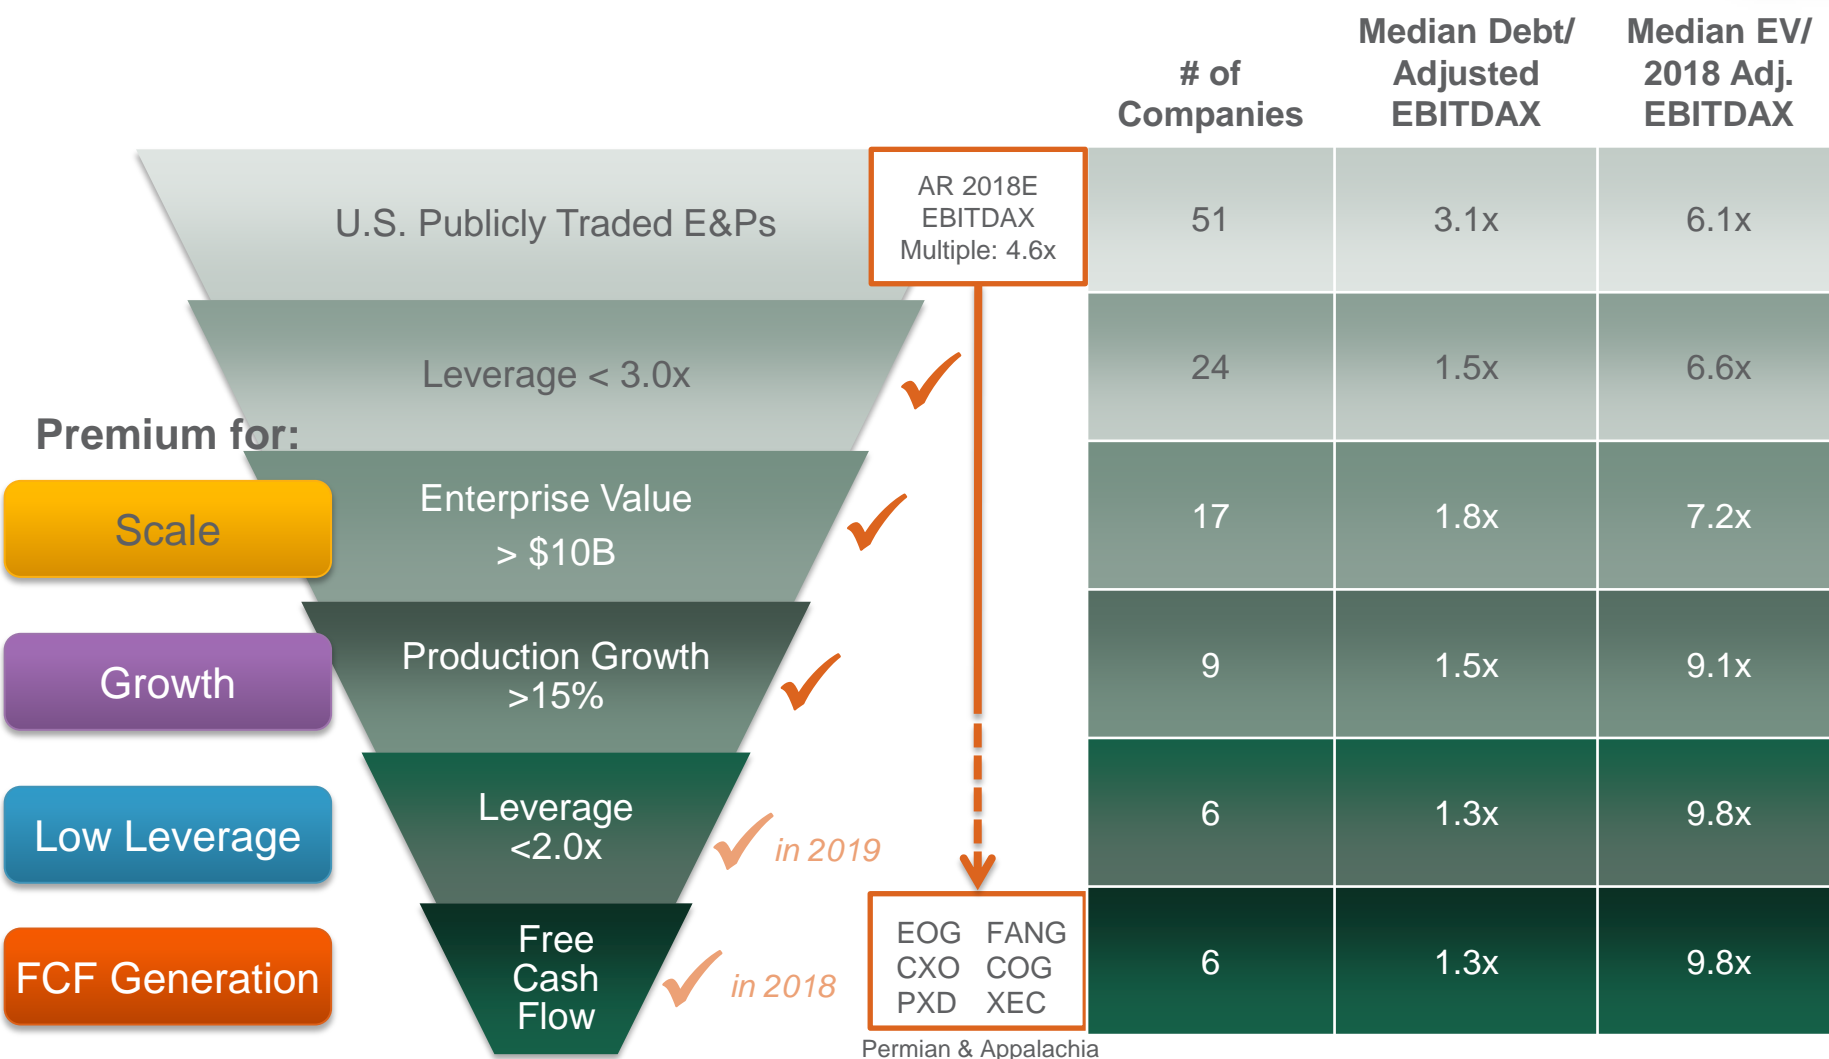 # of
Companies
Median Debt/
Adjusted
EBITDAX
Median EV/
2018 Adj.
EBITDAX
U.S. Publicly Traded E&Ps
AR 2018E
EBITDAX
Multiple: 4.6x
51
3.1x
6.1x
Leverage < 3.0x
24
1.5x
6.6x
Premium for:
Scale
Enterprise Value
> $10B
17
1.8x
7.2x
Growth
Production Growth
>15%
9
1.5x
9.1x
Low Leverage
Leverage
<2.0x
in 2019
6
1.3x
9.8x
FCF Generation
Free
Cash
Flow
in 2018
EOG FANG
CXO COG
PXD XEC
6
1.3x
9.8x
Permian & Appalachia